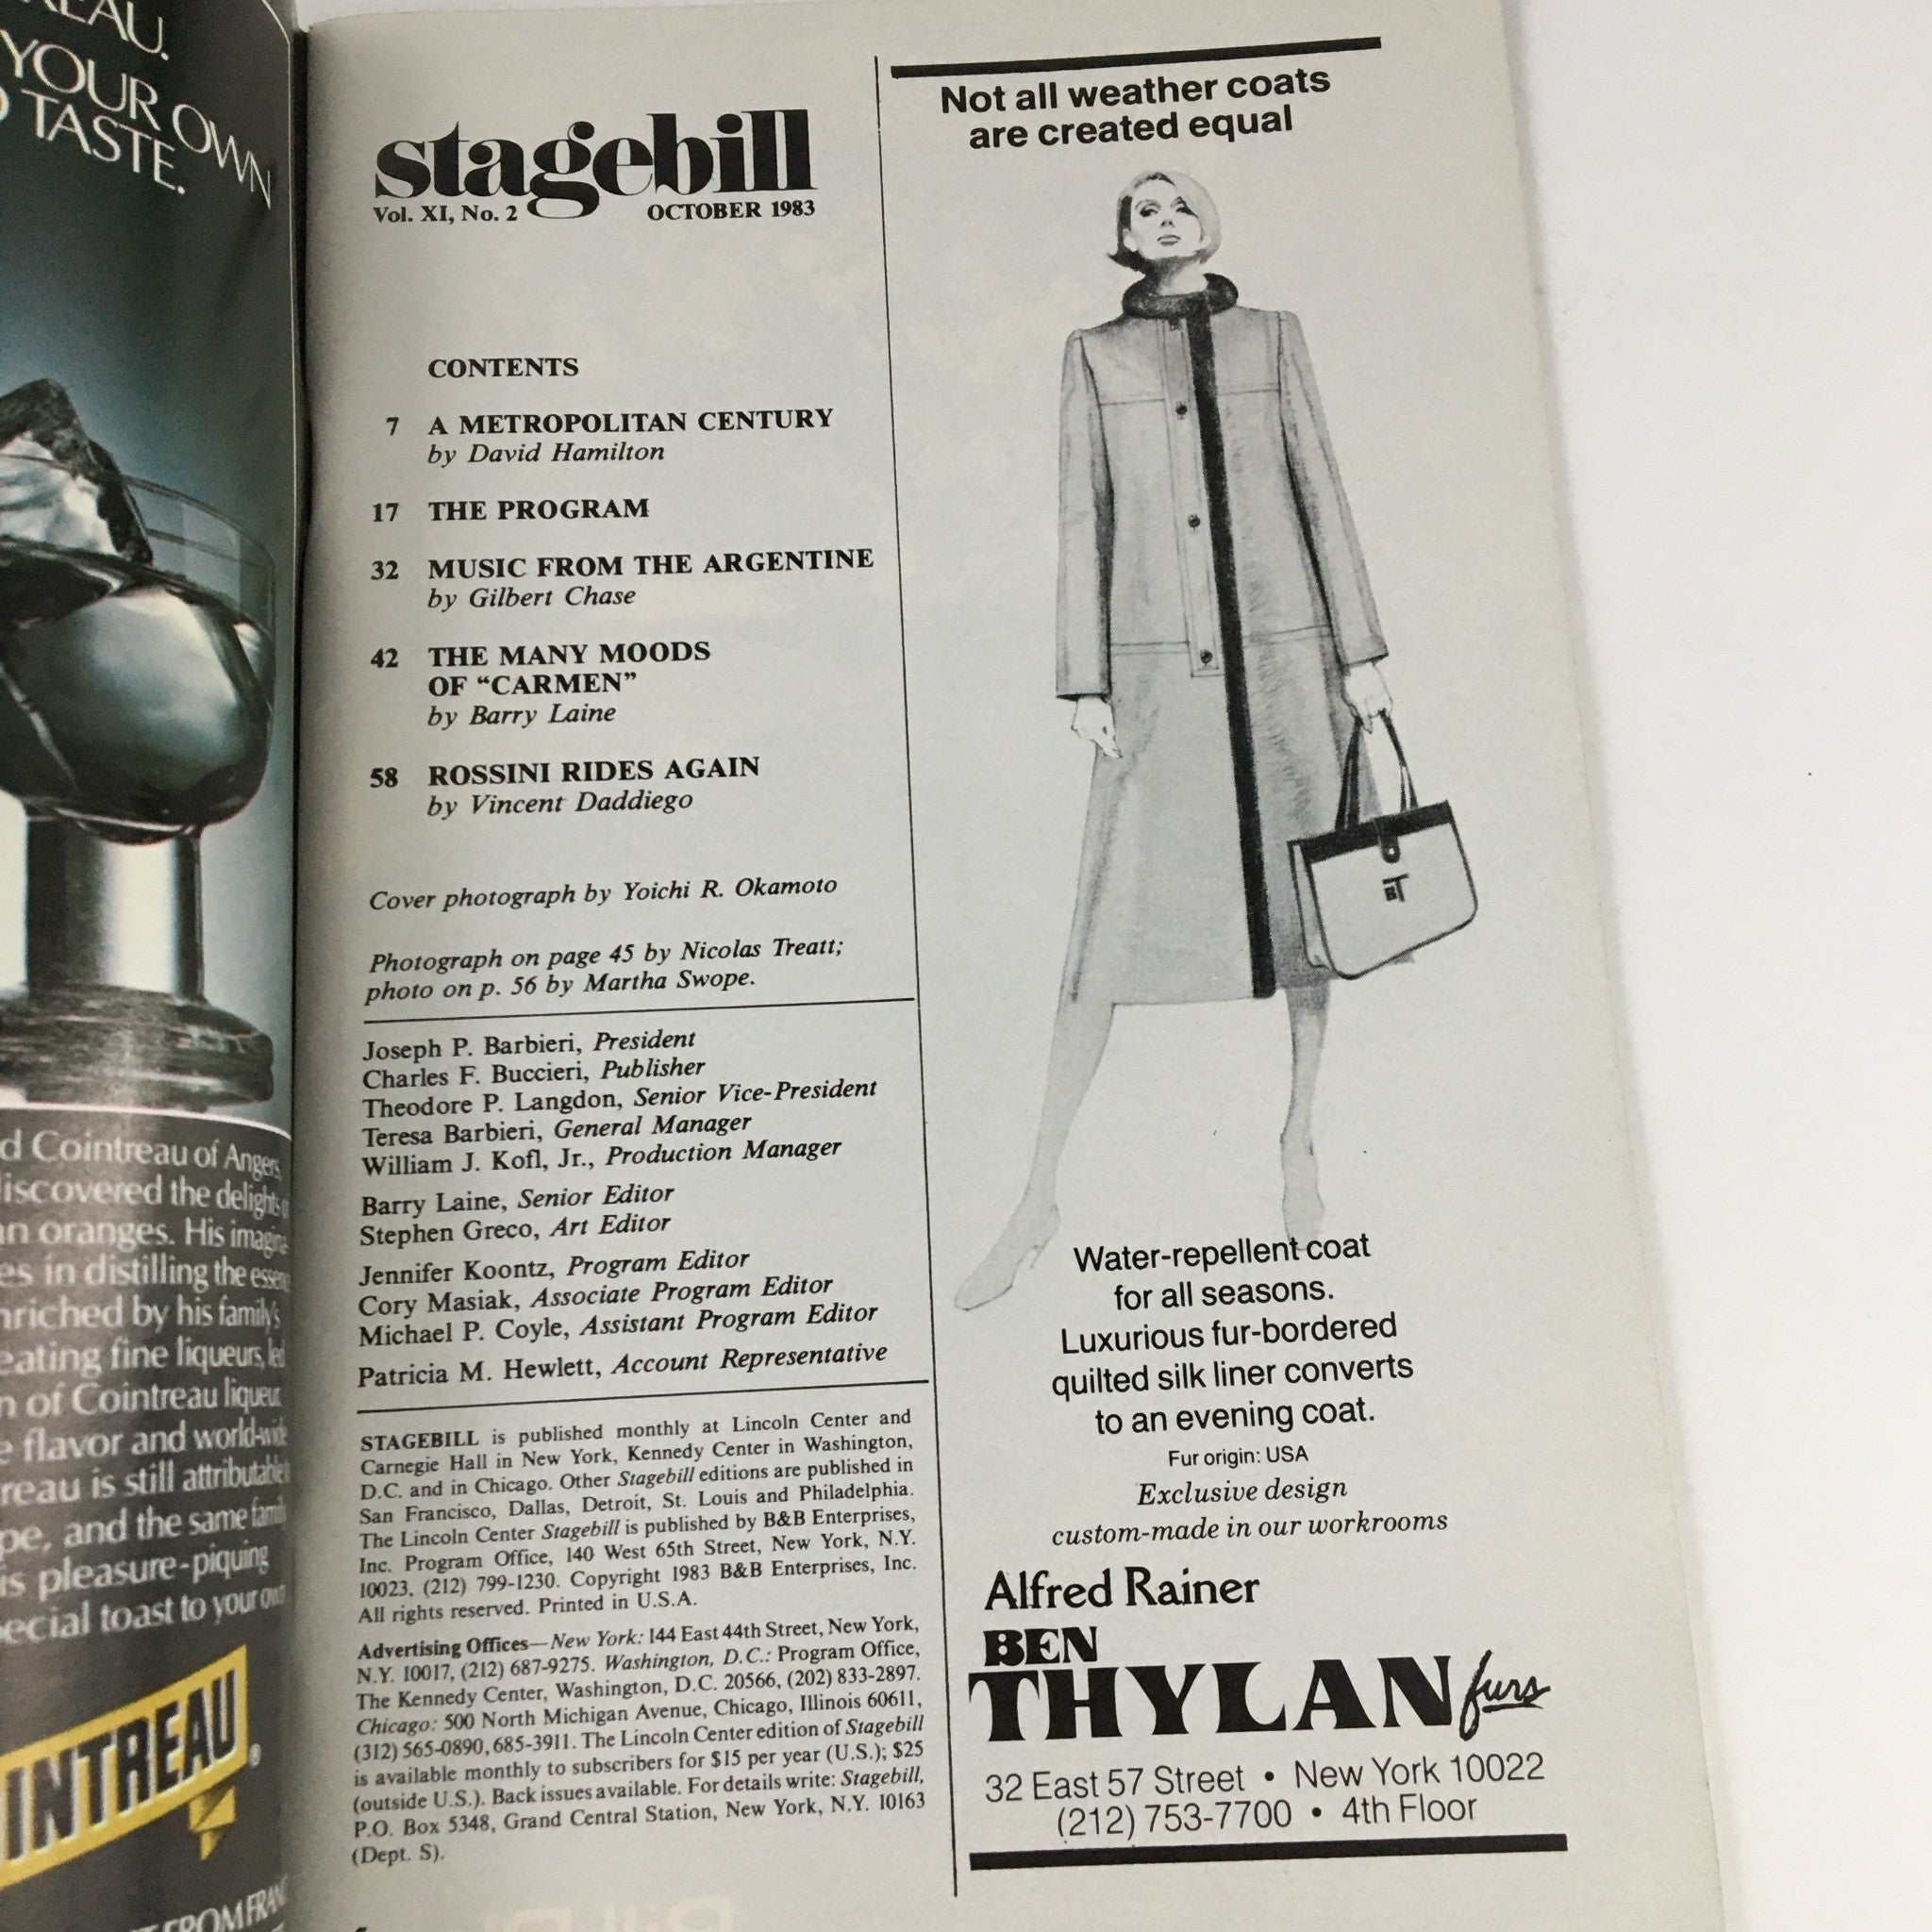 YOUR OWN
TASTE.
d Cointreau of Angers,
discovered the delights
oranges. His
es in distilling the
nriched by his family's
eating fine liqueurs, led
n of Cointreau liqueur
e flavor and world-wide
reau is still attributable
pe, and the same
is pleasure-piquing
ecial toast to your own
INTREAU
®
FROM
stagebill
Vol. XI, No. 2 OCTOBER 1983
CONTENTS
7 A METROPOLITAN CENTURY
by David Hamilton
17 THE PROGRAM
32 MUSIC FROM THE ARGENTINE
by Gilbert Chase
42 THE MANY MOODS
OF “CARMEN”
by Barry Laine
58 ROSSINI RIDES AGAIN
by Vincent Daddiego
Cover photograph by Yoichi R. Okamoto
Photograph on page 45 by Nicolas Treatt;
photo on p. 56 by Martha Swope.
Joseph P. Barbieri, President
Charles F. Buccieri, Publisher
Theodore P. Langdon, Senior Vice-President
Teresa Barbieri, General Manager
William J. Kofl, Jr., Production Manager
Barry Laine, Senior Editor
Stephen Greco, Art Editor
Jennifer Koontz, Program Editor
Cory Masiak, Associate Program Editor
Michael P. Coyle, Assistant Program Editor
Patricia M. Hewlett, Account Representative
STAGEBILL is published monthly at Lincoln Center and
Carnegie Hall in New York, Kennedy Center in Washington,
D.C. and in Chicago. Other Stagebill editions are published in
San Francisco, Dallas, Detroit, St. Louis and Philadelphia.
The Lincoln Center Stagebill is published by B&B Enterprises,
Inc. Program Office, 140 West 65th Street, New York, N.Y.
10023, (212) 799-1230. Copyright 1983 B&B Enterprises, Inc.
All rights reserved. Printed in U.S.A.
Advertising Offices—New York: 144 East 44th Street, New York,
N.Y. 10017, (212) 687-9275. Washington, D.C.: Program Office,
The Kennedy Center, Washington, D.C. 20566, (202) 833-2897.
Chicago: 500 North Michigan Avenue, Chicago, Illinois 60611,
(312) 565-0890, 685-3911. The Lincoln Center edition of Stagebill
is available monthly to subscribers for $15 per year (U.S.); $25
(outside U.S.). Back issues available. For details write: Stagebill,
P.O. Box 5348, Grand Central Station, New York, N.Y. 10163
(Dept. S).
Not all weather coats
are created equal
BT
Water-repellent coat
for all seasons.
Luxurious fur-bordered
quilted silk liner converts
to an evening coat.
Fur origin: USA
Exclusive design
custom-made in our workrooms
Alfred Rainer
BEN
THYLAN furs
32 East 57 Street • New York 10022
(212) 753-7700 • 4th Floor